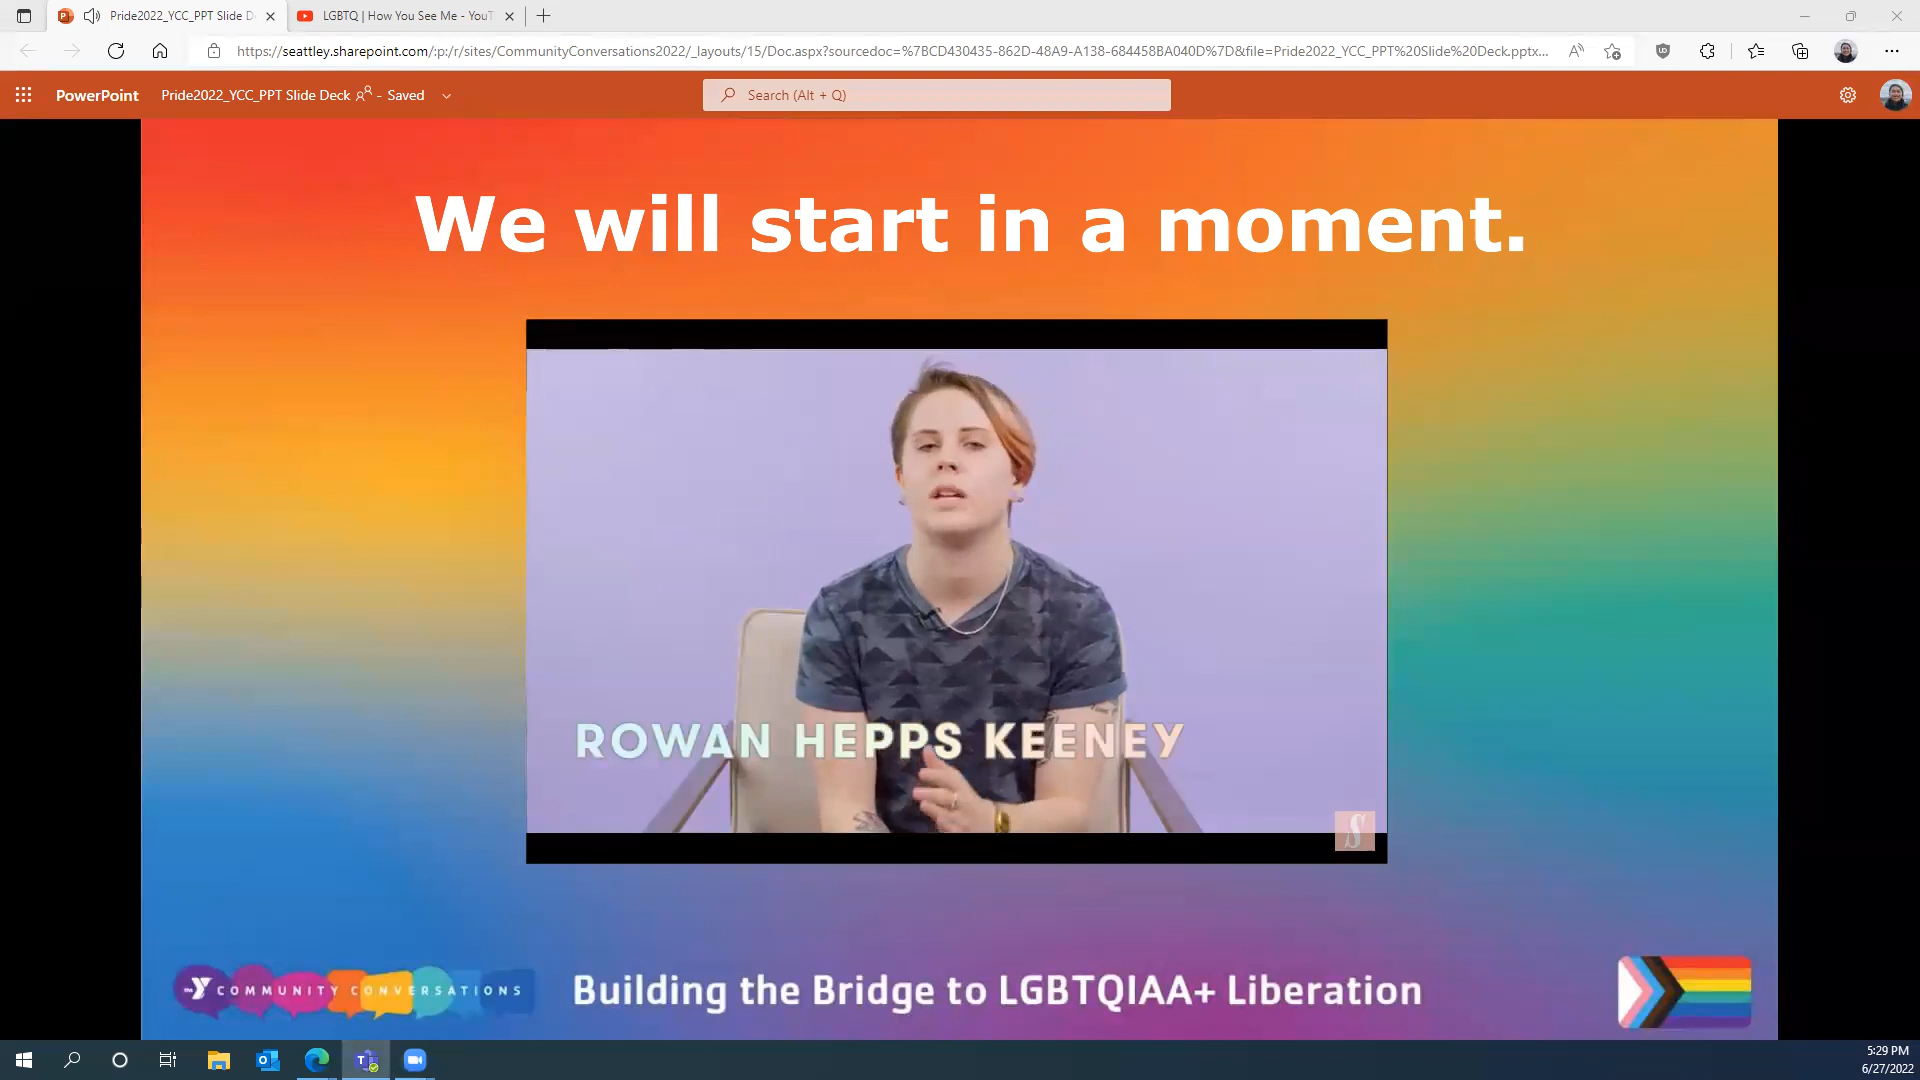 Pride2022_YCC_PPT Slide D
LGBTQ | How You See Me - YouT
https://seattley.sharepoint.com/:p:/r/sites/CommunityConversations2022/_layouts/15/Doc.aspx?sourcedoc=%7BCD430435-862D-48A9-A138-684458BA040D%7D&file=Pride2022_YCC_PPT%20Slide%20Deck.pptx...
PowerPoint
Pride2022_YCC_PPT Slide Deck - Saved
Search (Alt + Q)
We will start in a moment.
ROWAN HEPPS KEENEY
S
the Y COMMUNITY CONVERSATIONS
Building the Bridge to LGBTQIAA+ Liberation
5:29 PM
6/27/2022